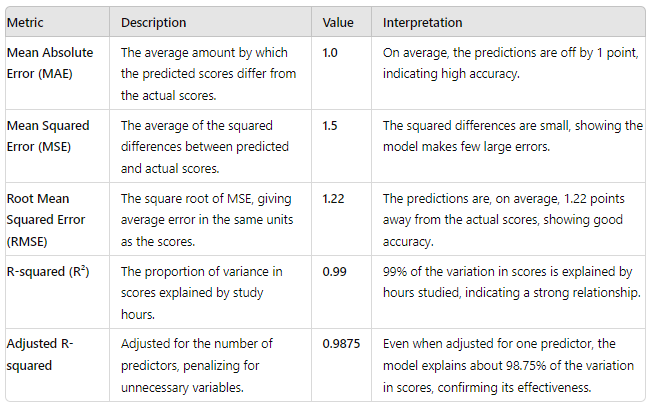 Metric Description Value Interpretation
Mean Absolute Error (MAE) The average amount by which the predicted scores differ from the actual scores. 1.0 On average, the predictions are off by 1 point, indicating high accuracy.
Mean Squared Error (MSE) The average of the squared differences between predicted and actual scores. 1.5 The squared differences are small, showing the model makes few large errors.
Root Mean Squared Error (RMSE) The square root of MSE, giving average error in the same units as the scores. 1.22 The predictions are, on average, 1.22 points away from the actual scores, showing good accuracy.
R-squared (R²) The proportion of variance in scores explained by study hours. 0.99 99% of the variation in scores is explained by hours studied, indicating a strong relationship.
Adjusted R-squared Adjusted for the number of predictors, penalizing for unnecessary variables. 0.9875 Even when adjusted for one predictor, the model explains about 98.75% of the variation in scores, confirming its effectiveness.